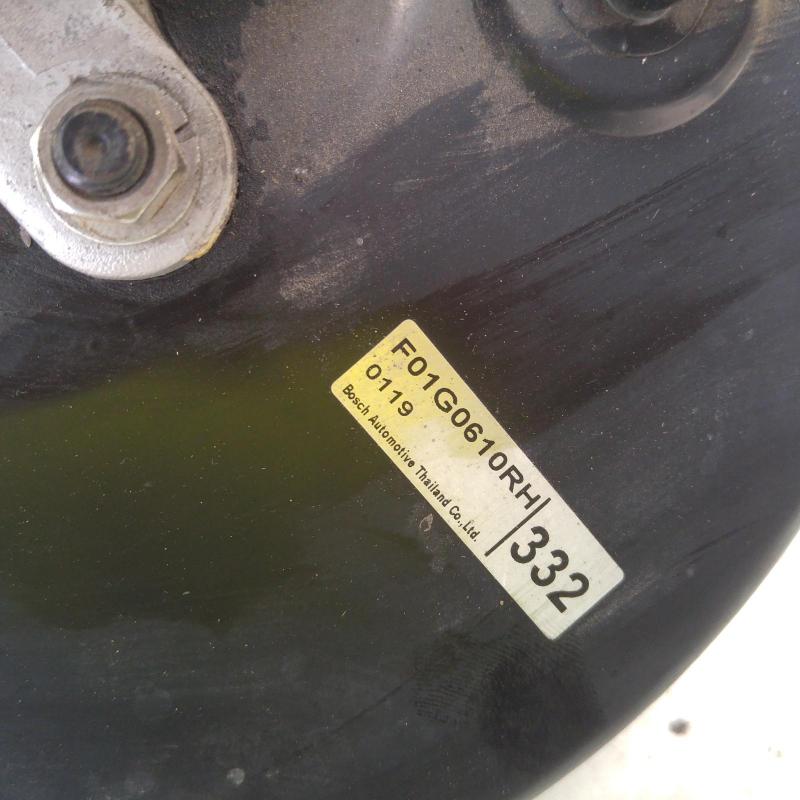 F01G0610RH
0119
Bosch Automotive Thailand Co.,Ltd.
332